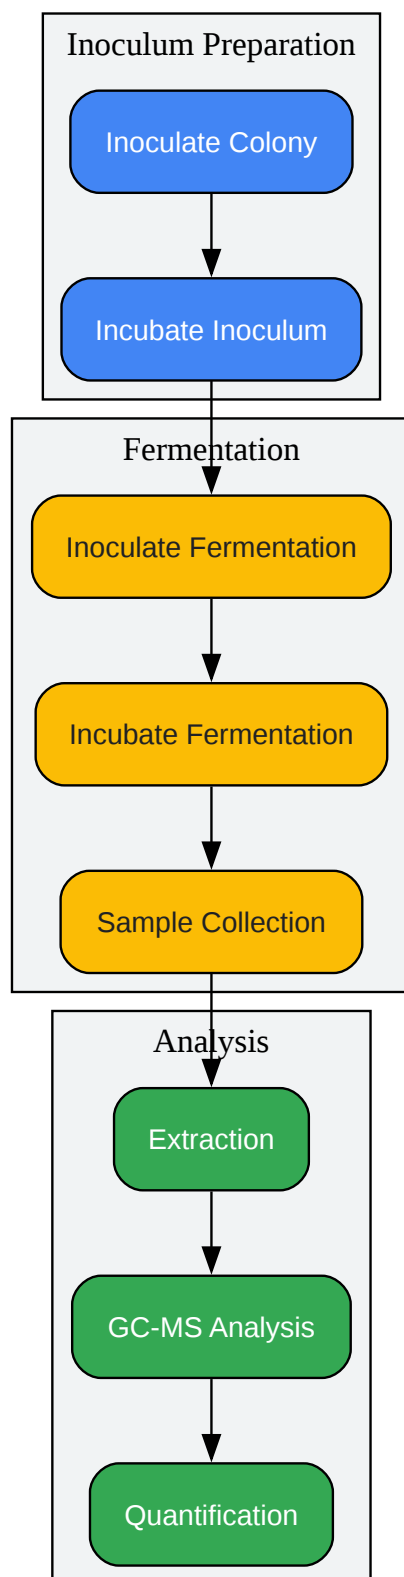 Inoculum Preparation
Inoculate Colony
Incubate Inoculum
Fermentation
Inoculate Fermentation
Incubate Fermentation
Sample Collection
Analysis
Extraction
GC-MS Analysis
Quantification